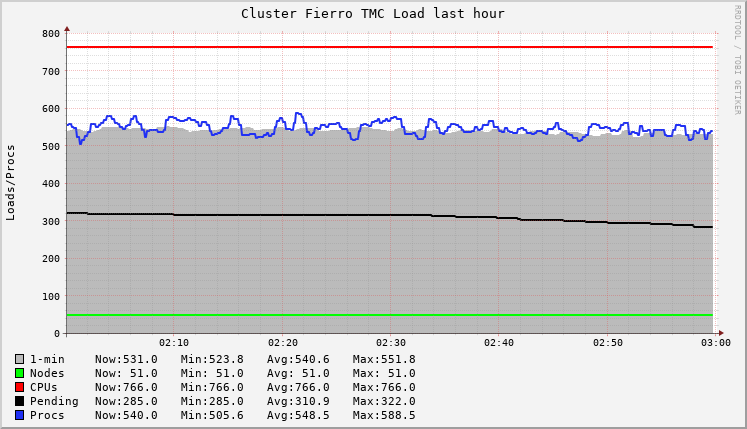 Cluster Fierro TMC Load last hour
RRDTOOL / TOBI OETIKER
Loads/Procs
800
700
600
500
400
300
200
100
0
02:10 02:20 02:30 02:40 02:50 03:00
1-min Now:531.0 Min:523.8 Avg:540.6 Max:551.8
Nodes Now: 51.0 Min: 51.0 Avg: 51.0 Max: 51.0
CPUs Now:766.0 Min:766.0 Avg:766.0 Max:766.0
Pending Now:285.0 Min:285.0 Avg:310.9 Max:322.0
Procs Now:540.0 Min:505.6 Avg:548.5 Max:588.5